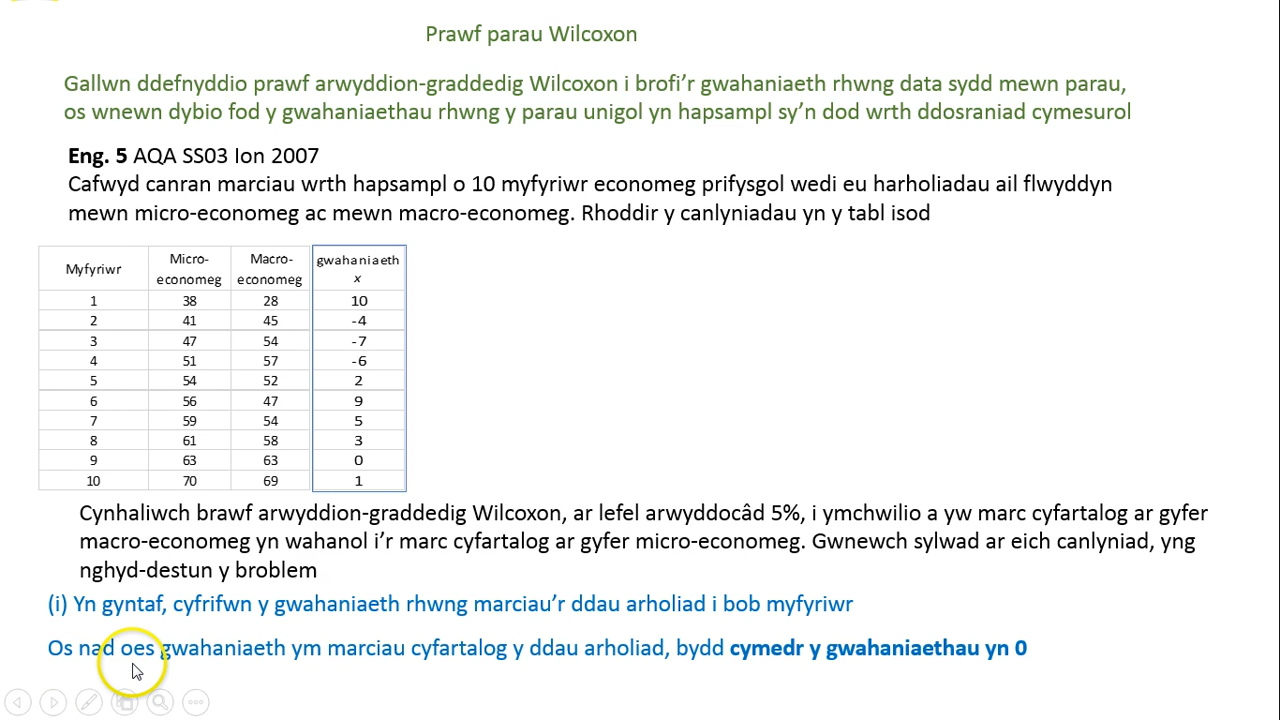 Prawf parau Wilcoxon
Gallwn ddefnyddio prawf arwyddion-graddedig Wilcoxon i brofi’r gwahaniaeth rhwng data sydd mewn parau,
os wnewn dybio fod y gwahaniaethau rhwng y parau unigol yn hapsampl sy’n dod wrth ddosraniad cymesurol
Eng. 5 AQA SS03 Ion 2007
Cafwyd canran marciau wrth hapsampl o 10 myfyriwr economeg prifysgol wedi eu harholiadau ail flwyddyn
mewn micro-economeg ac mewn macro-economeg. Rhoddir y canlyniadau yn y tabl isod
Myfyriwr Micro-economeg Macro-economeg gwahaniaeth x
1 38 28 10
2 41 45 -4
3 47 54 -7
4 51 57 -6
5 54 52 2
6 56 47 9
7 59 54 5
8 61 58 3
9 63 63 0
10 70 69 1
Cynhaliwch brawf arwyddion-graddedig Wilcoxon, ar lefel arwyddocâd 5%, i ymchwilio a yw marc cyfartalog ar gyfer
macro-economeg yn wahanol i’r marc cyfartalog ar gyfer micro-economeg. Gwnewch sylwad ar eich canlyniad, yng
nghyd-destun y broblem
(i) Yn gyntaf, cyfrifwn y gwahaniaeth rhwng marciau’r ddau arholiad i bob myfyriwr
Os nad oes gwahaniaeth ym marciau cyfartalog y ddau arholiad, bydd cymedr y gwahaniaethau yn 0